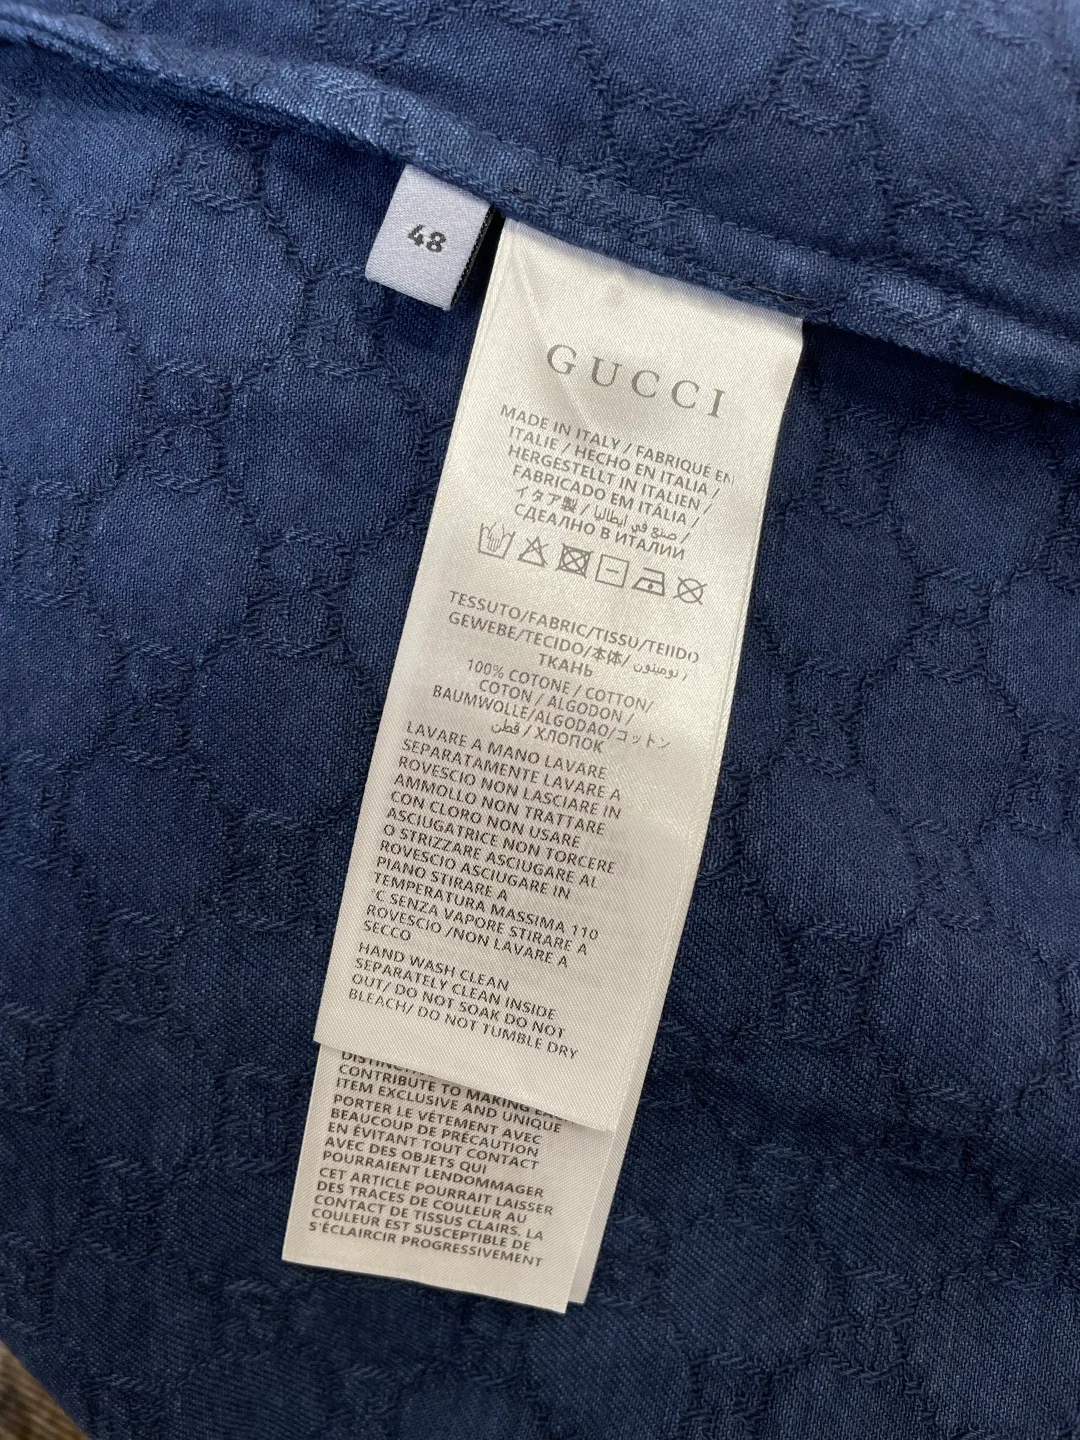 48
GUCCI
MADE IN ITALY / FABRIQUE EN
ITALIE / HECHO EN ITALIA /
HERGESTELLT IN ITALIEN /
FABRICADO EM ITÁLIA /
イタア製 / صنع في ايطاليا /
СДЕАЛНО В ИТАЛИИ
TESSUTO/FABRIC/TISSU/TEJIDO
GEWEBE/TECIDO/本体/
ТКАНЬ
100% COTONE / COTTON/
COTON / ALGODON /
BAUMWOLLE/ALGODAO/コットン
/ قطن / ХЛОПОК
LAVARE A MANO LAVARE
SEPARATAMENTE LAVARE A
ROVESCIO NON LASCIARE IN
AMMOLLO NON TRATTARE
CON CLORO NON USARE
ASCIUGATRICE NON TORCERE
O STRIZZARE ASCIUGARE AL
ROVESCIO ASCIUGARE IN
PIANO STIRARE A
TEMPERATURA MASSIMA 110
°C SENZA VAPORE STIRARE A
ROVESCIO /NON LAVARE A
SECCO
HAND WASH CLEAN
SEPARATELY CLEAN INSIDE
OUT/ DO NOT SOAK DO NOT
BLEACH/ DO NOT TUMBLE DRY
CONTRIBUTE TO MAKING
ITEM EXCLUSIVE AND UNIQUE
PORTER LE VÊTEMENT AVEC
BEAUCOUP DE PRÉCAUTION
EN ÉVITANT TOUT CONTACT
AVEC DES OBJETS QUI
POURRAIENT LENDOMMAGER
CET ARTICLE POURRAIT LAISSER
DES TRACES DE COULEUR AU
CONTACT DE TISSUS CLAIRS. LA
COULEUR EST SUSCEPTIBLE DE
S'ÉCLAIRCIR PROGRESSIVEMENT